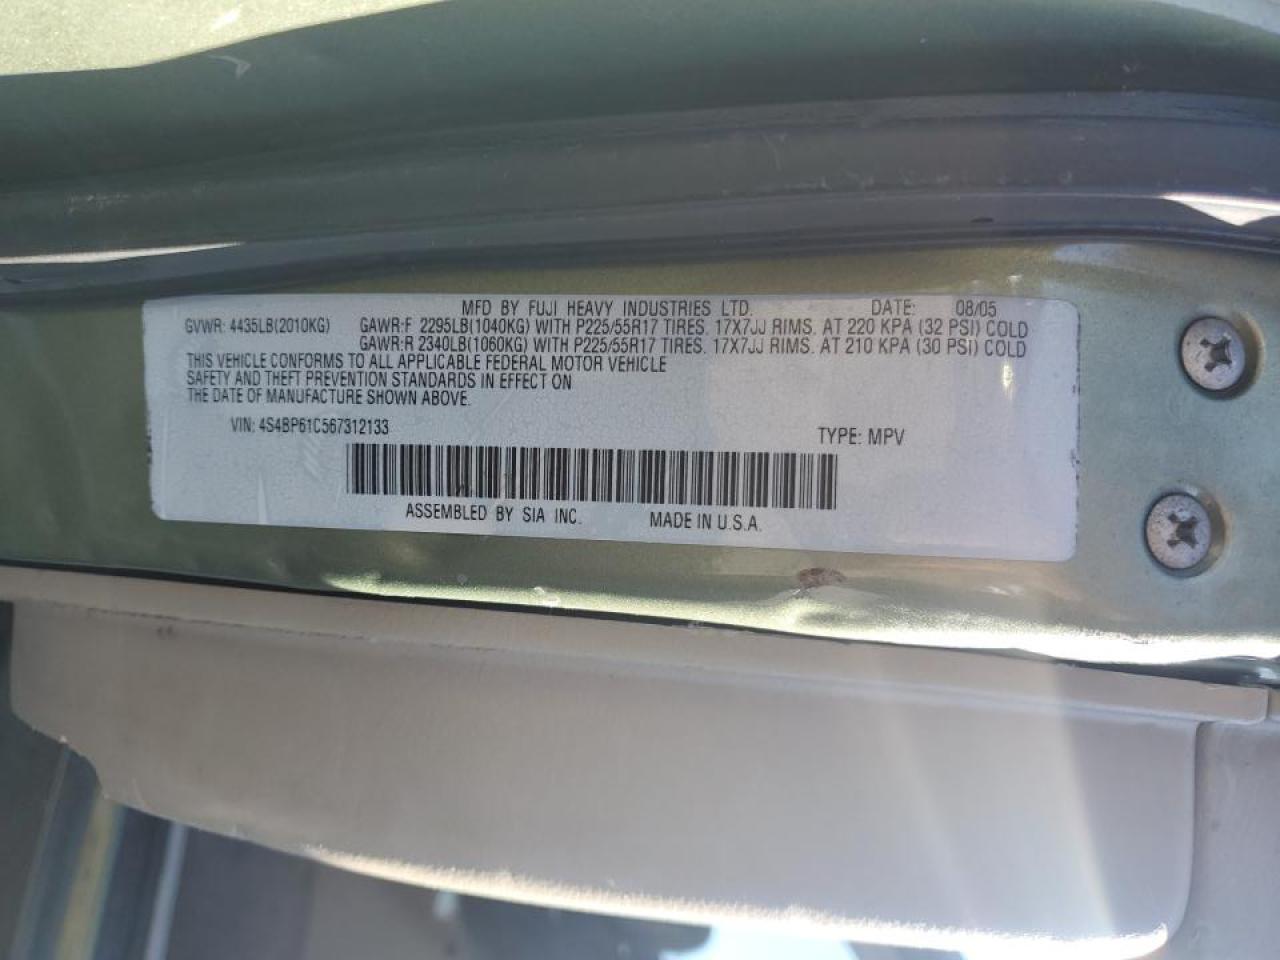 MFD BY FUJI HEAVY INDUSTRIES LTD. DATE: 08/05
GVWR: 4435LB(2010KG) GAWR:F 2295LB(1040KG) WITH P225/55R17 TIRES. 17X7JJ RIMS. AT 220 KPA (32 PSI) COLD
GAWR:R 2340LB(1060KG) WITH P225/55R17 TIRES. 17X7JJ RIMS. AT 210 KPA (30 PSI) COLD
THIS VEHICLE CONFORMS TO ALL APPLICABLE FEDERAL MOTOR VEHICLE
SAFETY AND THEFT PREVENTION STANDARDS IN EFFECT ON
THE DATE OF MANUFACTURE SHOWN ABOVE.
VIN: 4S4BP61C567312133 TYPE: MPV
ASSEMBLED BY SIA INC. MADE IN U.S.A.